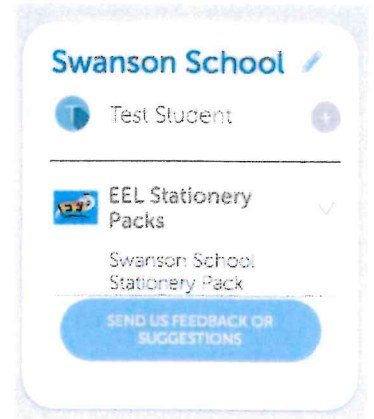 Swanson School
T
Test Student
EEL Stationery
Packs
Swanson School
Stationery Pack
SEND US FEEDBACK OR
SUGGESTIONS